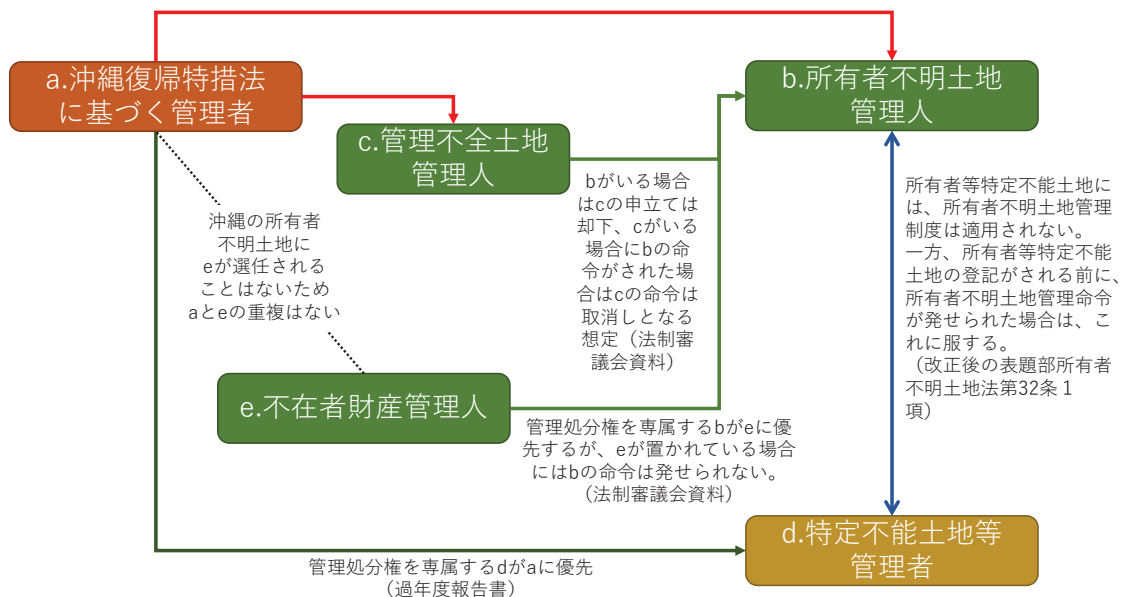 a.沖縄復帰特措法
に基づく管理者
b.所有者不明土地
管理人
c.管理不全土地
管理人
沖縄の所有者
不明土地に
eが選任される
ことはないため
aとeの重複はない
bがいる場合
はcの申立ては
却下、cがいる
場合にbの命
令がされた場
合はcの命令は
取消しとなる
想定（法制審
議会資料）
所有者等特定不能土地に
は、所有者不明土地管理
制度は適用されない。
一方、所有者等特定不能
土地の登記がされる前に、
所有者不明土地管理命令
が発せられた場合は、こ
れに服する。
（改正後の表題部所有者
不明土地法第32条１
項）
e.不在者財産管理人
管理処分権を専属するbがeに優
先するが、eが置かれている場合
にはbの命令は発せられない。
（法制審議会資料）
d.特定不能土地等
管理者
管理処分権を専属するdがaに優先
（過年度報告書）